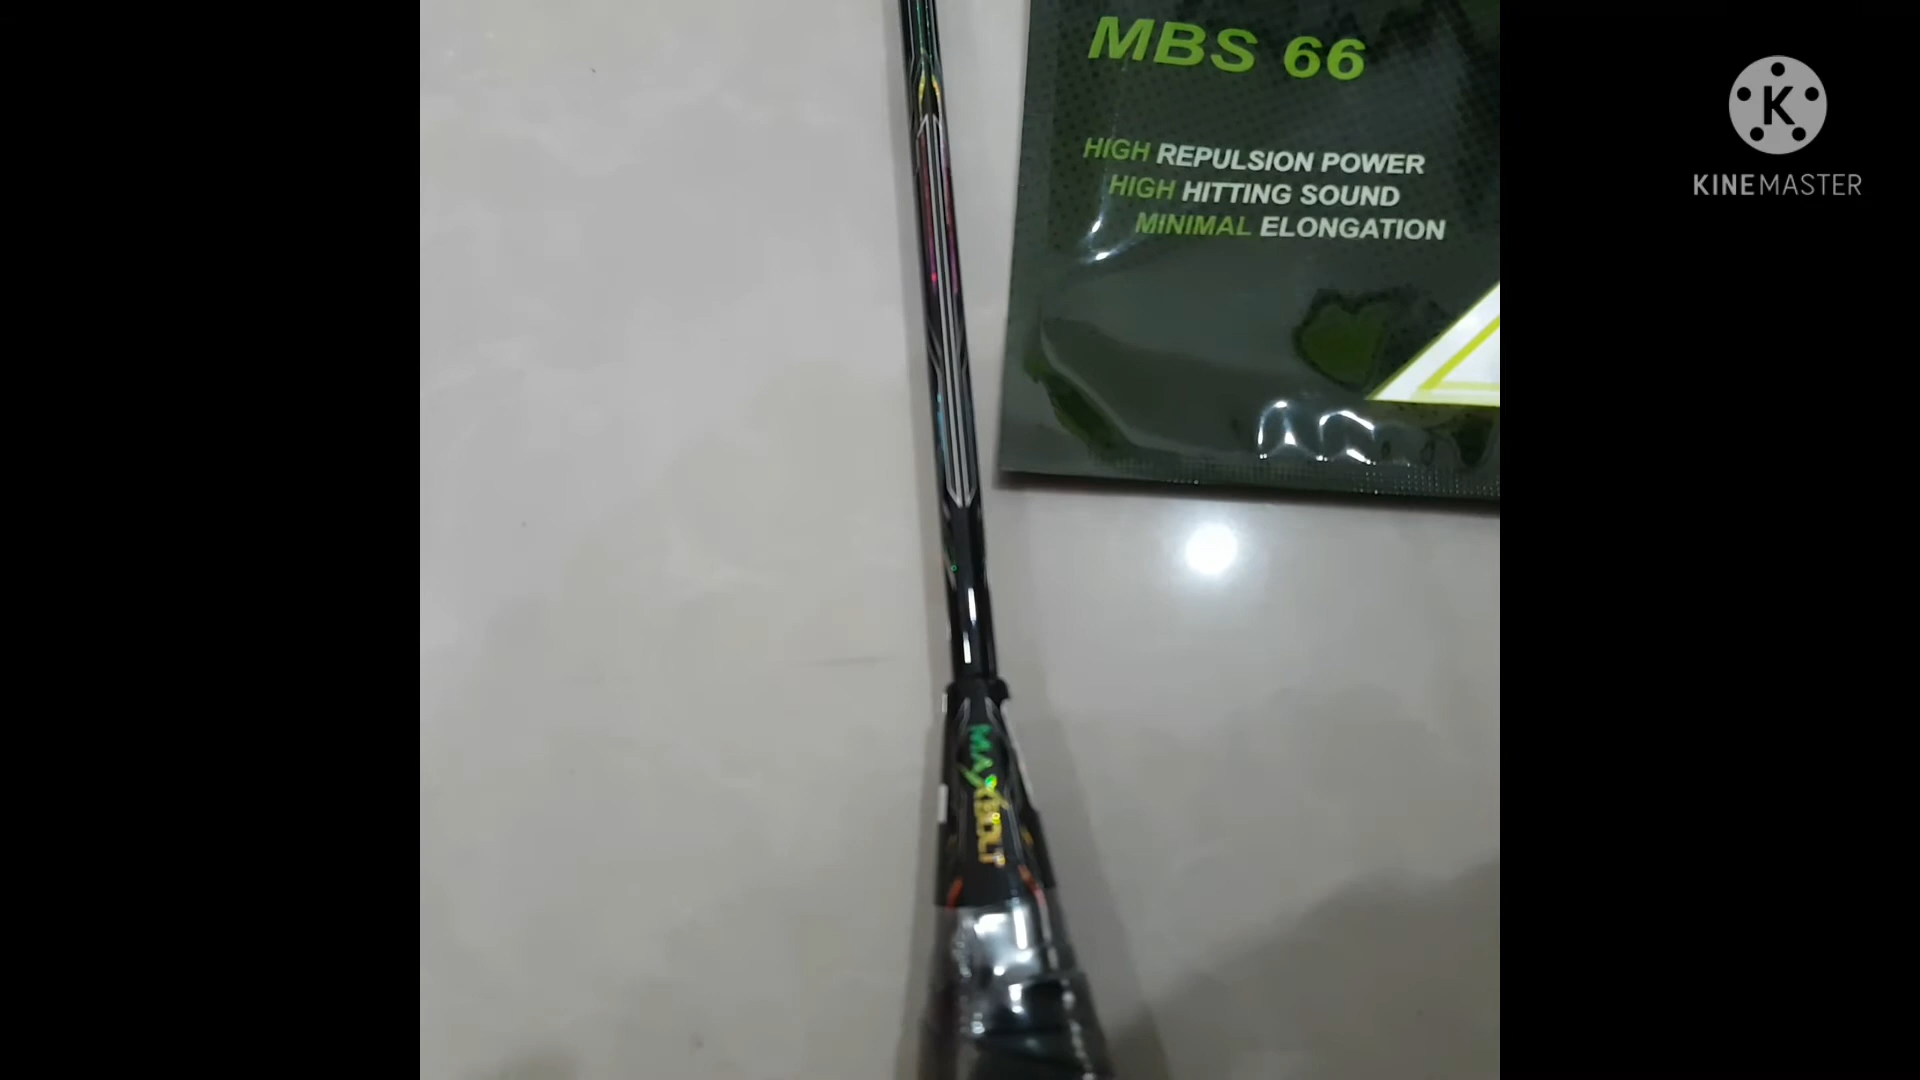 MBS 66
HIGH REPULSION POWER
HIGH HITTING SOUND
MINIMAL ELONGATION
MAXBOLT
K
KINEMASTER